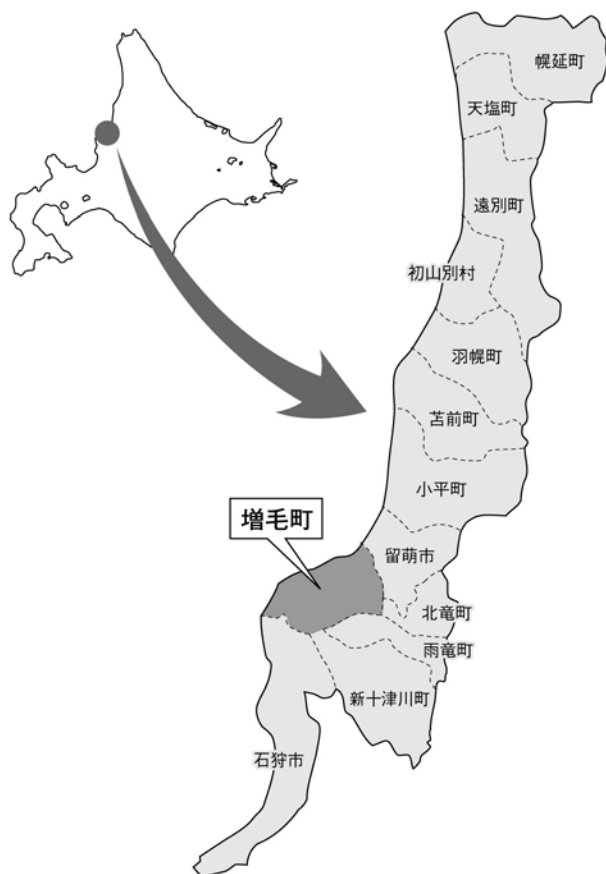 幌延町
天塩町
遠別町
初山別村
羽幌町
苫前町
小平町
増毛町
留萌市
北竜町
雨竜町
新十津川町
石狩市